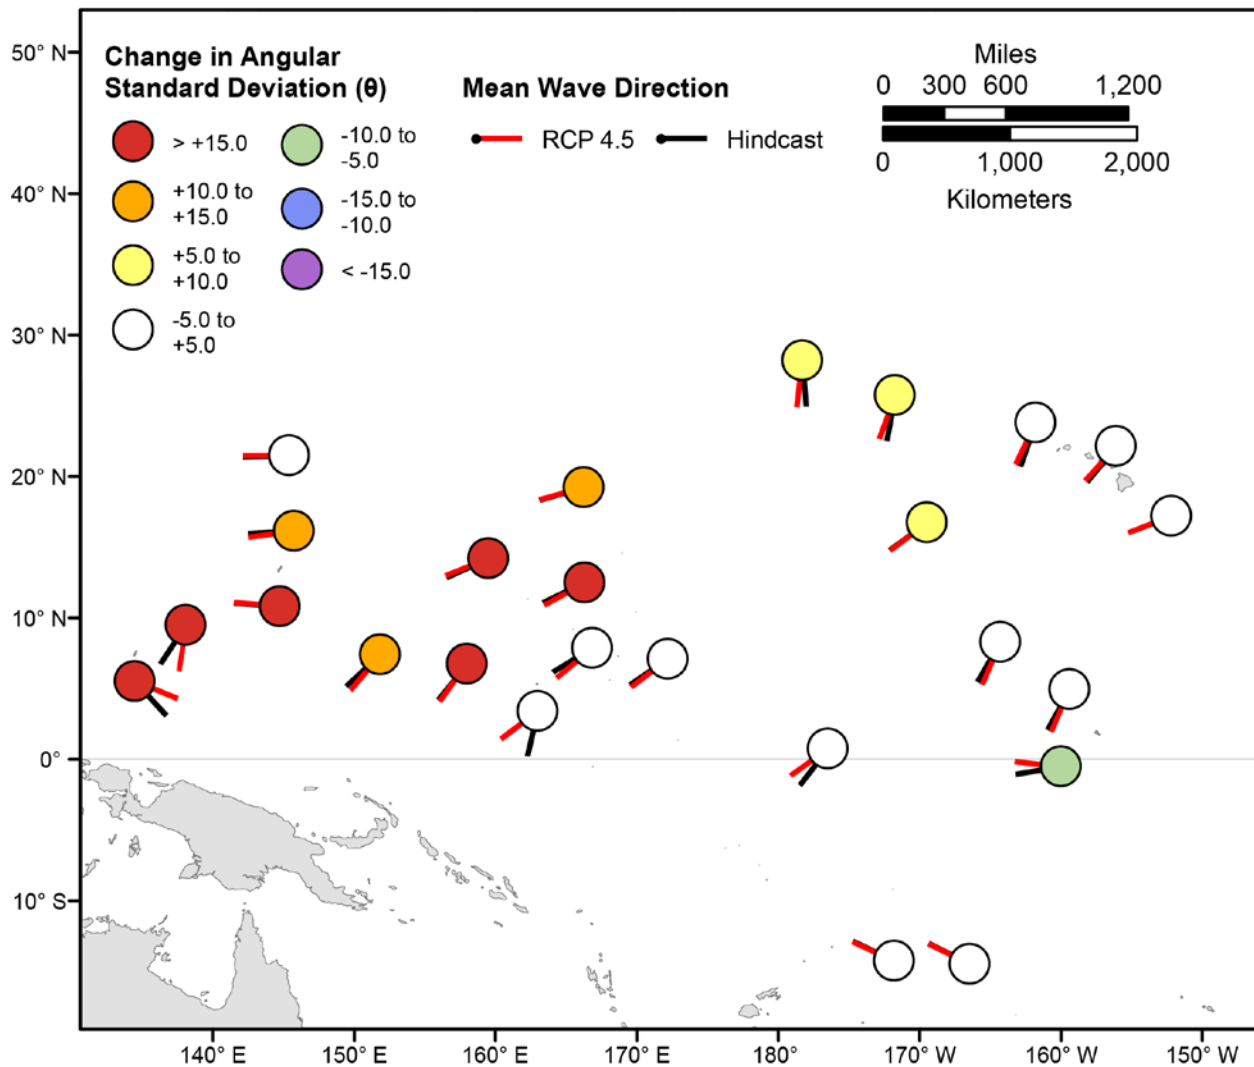 Change in Angular
Standard Deviation (θ)
> +15.0
+10.0 to
+15.0
+5.0 to
+10.0
-5.0 to
+5.0
-10.0 to
-5.0
-15.0 to
-10.0
< -15.0
Mean Wave Direction
RCP 4.5
Hindcast
Miles
0 300 600 1,200
0 1,000 2,000
Kilometers
50° N
40° N
30° N
20° N
10° N
0°
10° S
140° E 150° E 160° E 170° E 180° 170° W 160° W 150° W